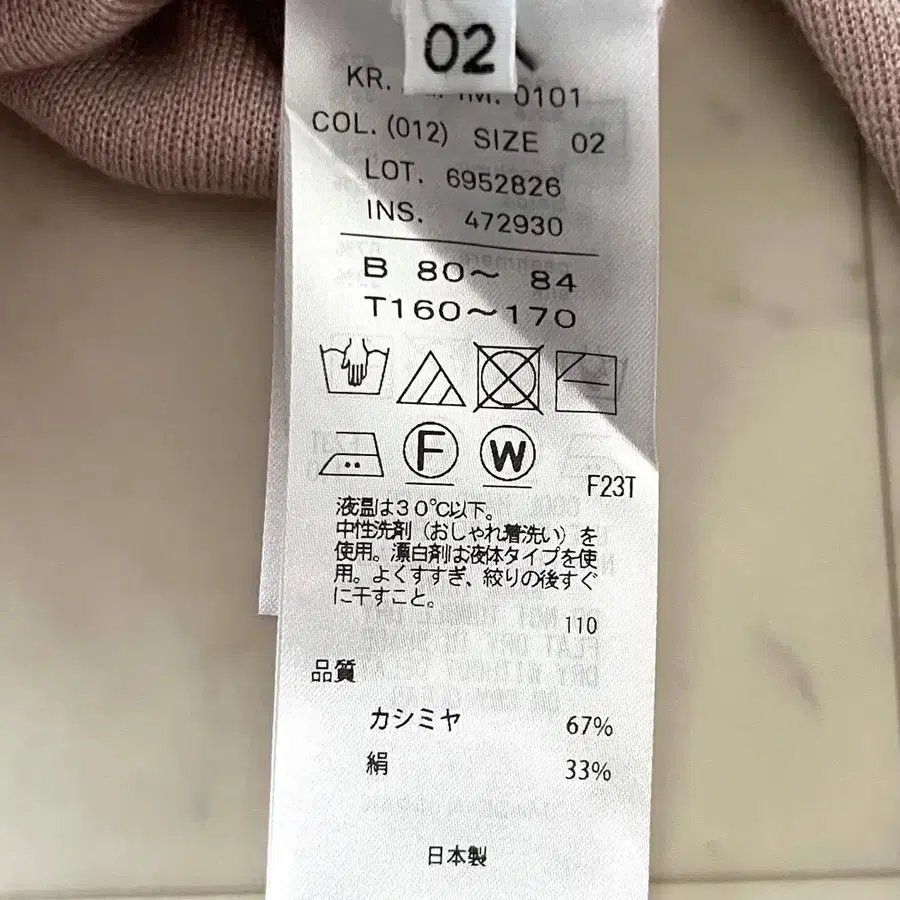 02
KR. M. 0101
COL. (012) SIZE 02
LOT. 6952826
INS. 472930
B 80～ 84
T160～170
F W
F23T
液温は30℃以下。
中性洗剤（おしゃれ着洗い）を
使用。漂白剤は液体タイプを使
用。よくすすぎ、絞りの後すぐ
に干すこと。
110
品質
カシミヤ 67%
絹 33%
日本製